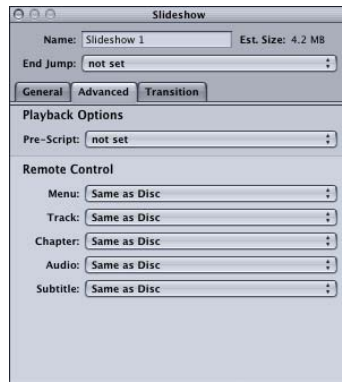 Slideshow
Name: Slideshow 1 Est. Size: 4.2 MB
End Jump: not set
General Advanced Transition
Playback Options
Pre-Script: not set
Remote Control
Menu: Same as Disc
Track: Same as Disc
Chapter: Same as Disc
Audio: Same as Disc
Subtitle: Same as Disc